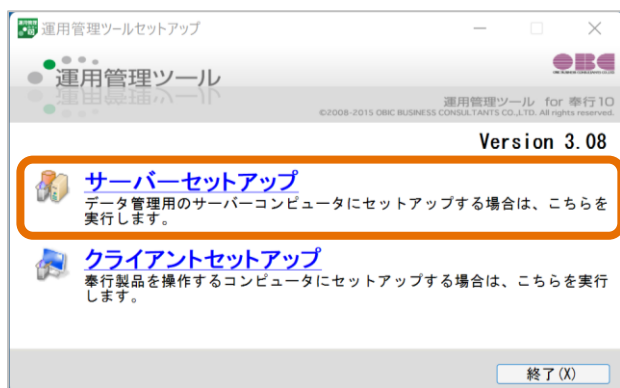 運用管理ツールセットアップ
運用管理ツール
OBC
運用管理ツール for 奉行10
©2008-2015 OBIC BUSINESS CONSULTANTS CO.,LTD. All rights reserved.
Version 3.08
サーバーセットアップ
データ管理用のサーバーコンピュータにセットアップする場合は、こちらを
実行します。
クライアントセットアップ
奉行製品を操作するコンピュータにセットアップする場合は、こちらを実行
します。
終了(X)